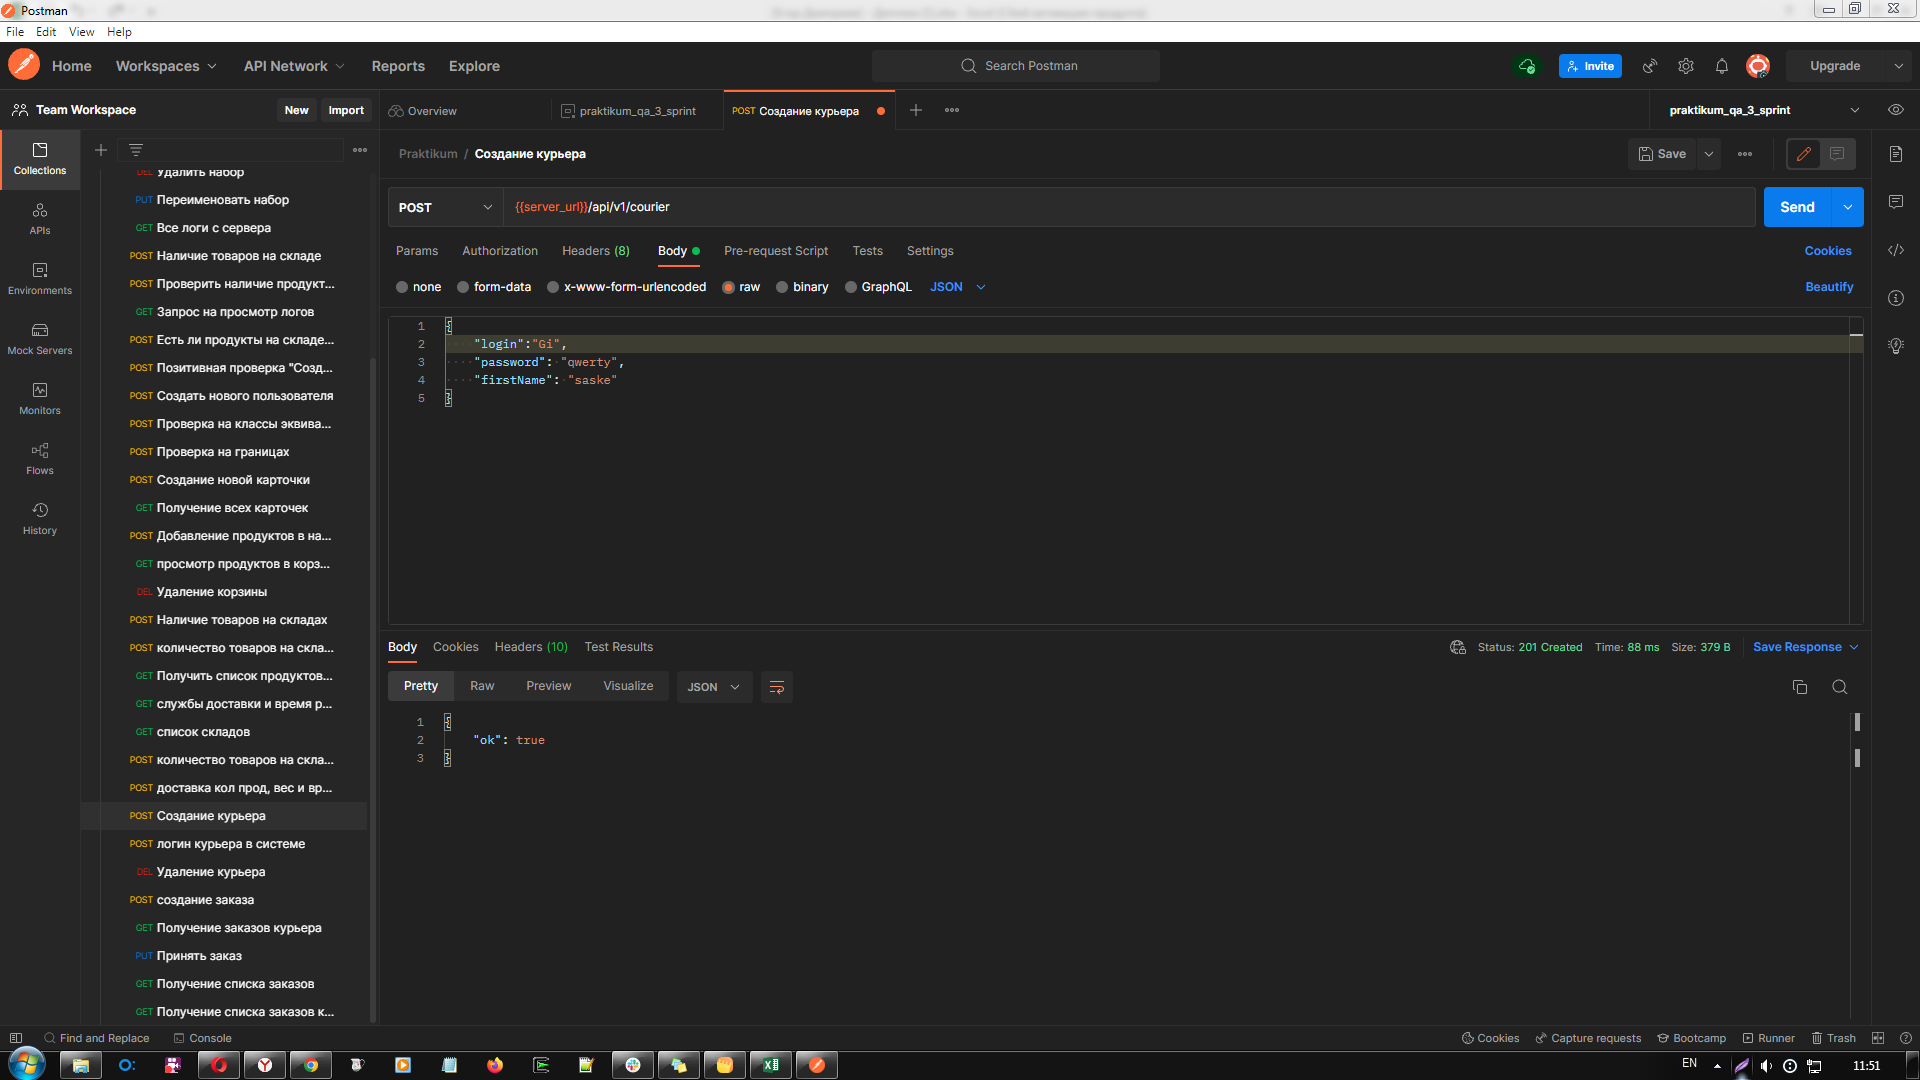 Postman
File Edit View Help
Home Workspaces API Network Reports Explore
Search Postman
Invite
Upgrade
Team Workspace
New Import
Overview
praktikum_qa_3_sprint
POST Создание курьера
praktikum_qa_3_sprint
Collections
APIs
Environments
Mock Servers
Monitors
Flows
History
DEL Удалить набор
PUT Переименовать набор
GET Все логи с сервера
POST Наличие товаров на складе
POST Проверить наличие продукт...
GET Запрос на просмотр логов
POST Есть ли продукты на складе...
POST Позитивная проверка "Созд...
POST Создать нового пользователя
POST Проверка на классы эквива...
POST Проверка на границах
POST Создание новой карточки
GET Получение всех карточек
POST Добавление продуктов в на...
GET просмотр продуктов в корз...
DEL Удаление корзины
POST Наличие товаров на складах
POST количество товаров на скла...
GET Получить список продуктов...
GET службы доставки и время р...
GET список складов
POST количество товаров на скла...
POST доставка кол прод, вес и вр...
POST Создание курьера
POST логин курьера в системе
DEL Удаление курьера
POST создание заказа
GET Получение заказов курьера
PUT Принять заказ
GET Получение списка заказов
GET Получение списка заказов к...
Praktikum / Создание курьера
Save
POST
{{server_url}}/api/v1/courier
Send
Params Authorization Headers (8) Body Pre-request Script Tests Settings
Cookies
none form-data x-www-form-urlencoded raw binary GraphQL JSON
Beautify
1 {
2 "login":"Gi",
3 "password": "qwerty",
4 "firstName": "saske"
5 }
Body Cookies Headers (10) Test Results
Status: 201 Created Time: 88 ms Size: 379 B Save Response
Pretty Raw Preview Visualize JSON
1 {
2 "ok": true
3 }
Find and Replace Console
Cookies Capture requests Bootcamp Runner Trash
EN
11:51